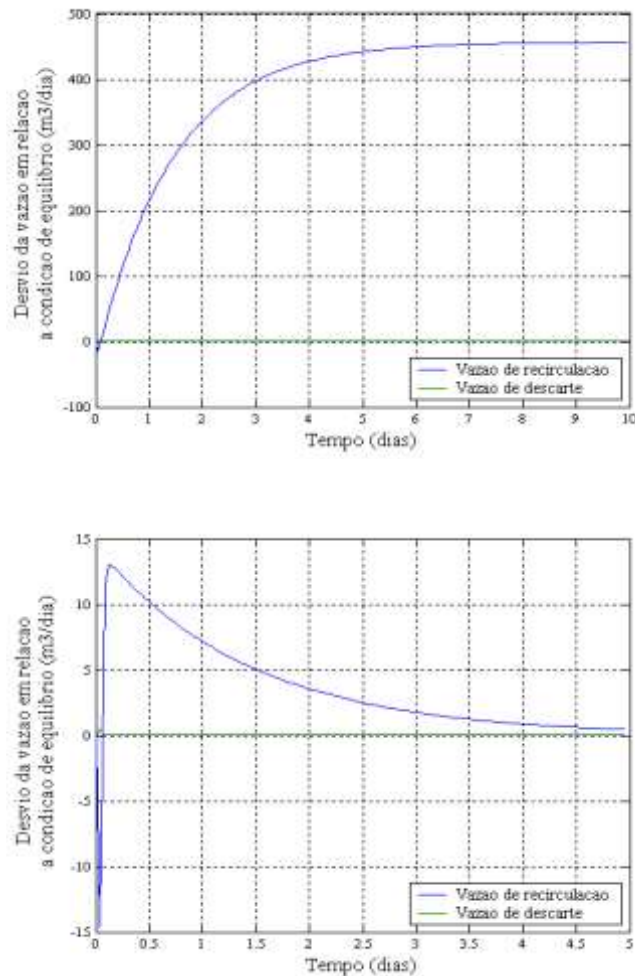 500
400
300
200
100
0
-100
Desvio da vazao em relacao
a condicao de equilibrio (m3/dia)
Vazao de recirculacao
Vazao de descarte
0 1 2 3 4 5 6 7 8 9 10
Tempo (dias)
15
10
5
0
-5
-10
-15
Desvio da vazao em relacao
a condicao de equilibrio (m3/dia)
Vazao de recirculacao
Vazao de descarte
0 0.5 1 1.5 2 2.5 3 3.5 4 4.5 5
Tempo (dias)